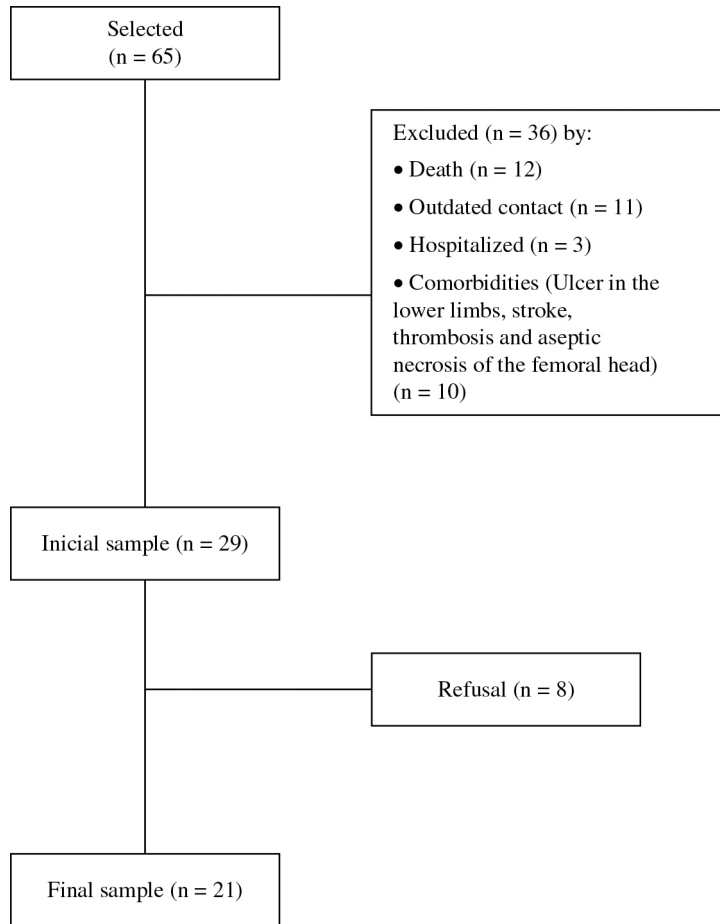 Selected
(n = 65)
Excluded (n = 36) by:
• Death (n = 12)
• Outdated contact (n = 11)
• Hospitalized (n = 3)
• Comorbidities (Ulcer in the
lower limbs, stroke,
thrombosis and aseptic
necrosis of the femoral head)
(n = 10)
Inicial sample (n = 29)
Refusal (n = 8)
Final sample (n = 21)